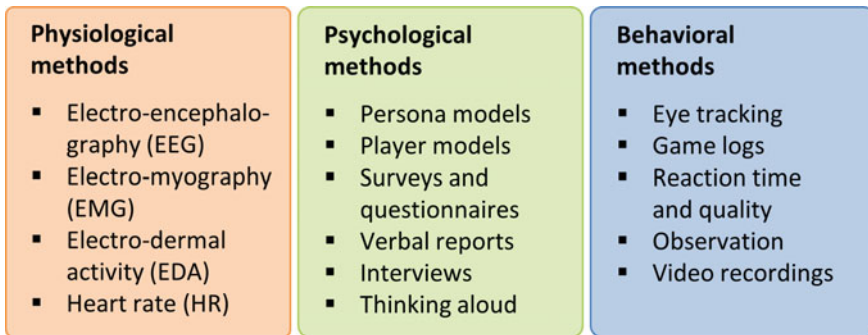 Physiological
methods
▪ Electro-encephalo-
graphy (EEG)
▪ Electro-myography
(EMG)
▪ Electro-dermal
activity (EDA)
▪ Heart rate (HR)
Psychological
methods
▪ Persona models
▪ Player models
▪ Surveys and
questionnaires
▪ Verbal reports
▪ Interviews
▪ Thinking aloud
Behavioral
methods
▪ Eye tracking
▪ Game logs
▪ Reaction time
and quality
▪ Observation
▪ Video recordings